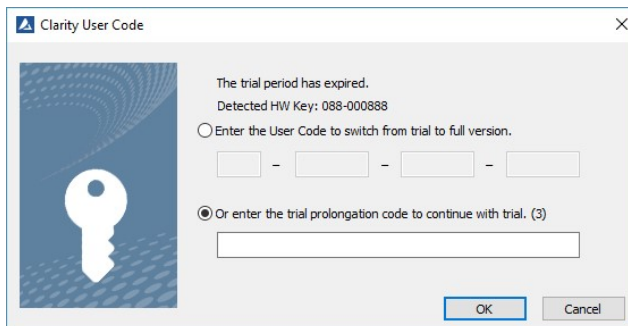 Clarity User Code
The trial period has expired.
Detected HW Key: 088-000888
Enter the User Code to switch from trial to full version.
– – –
Or enter the trial prolongation code to continue with trial. (3)
OK Cancel